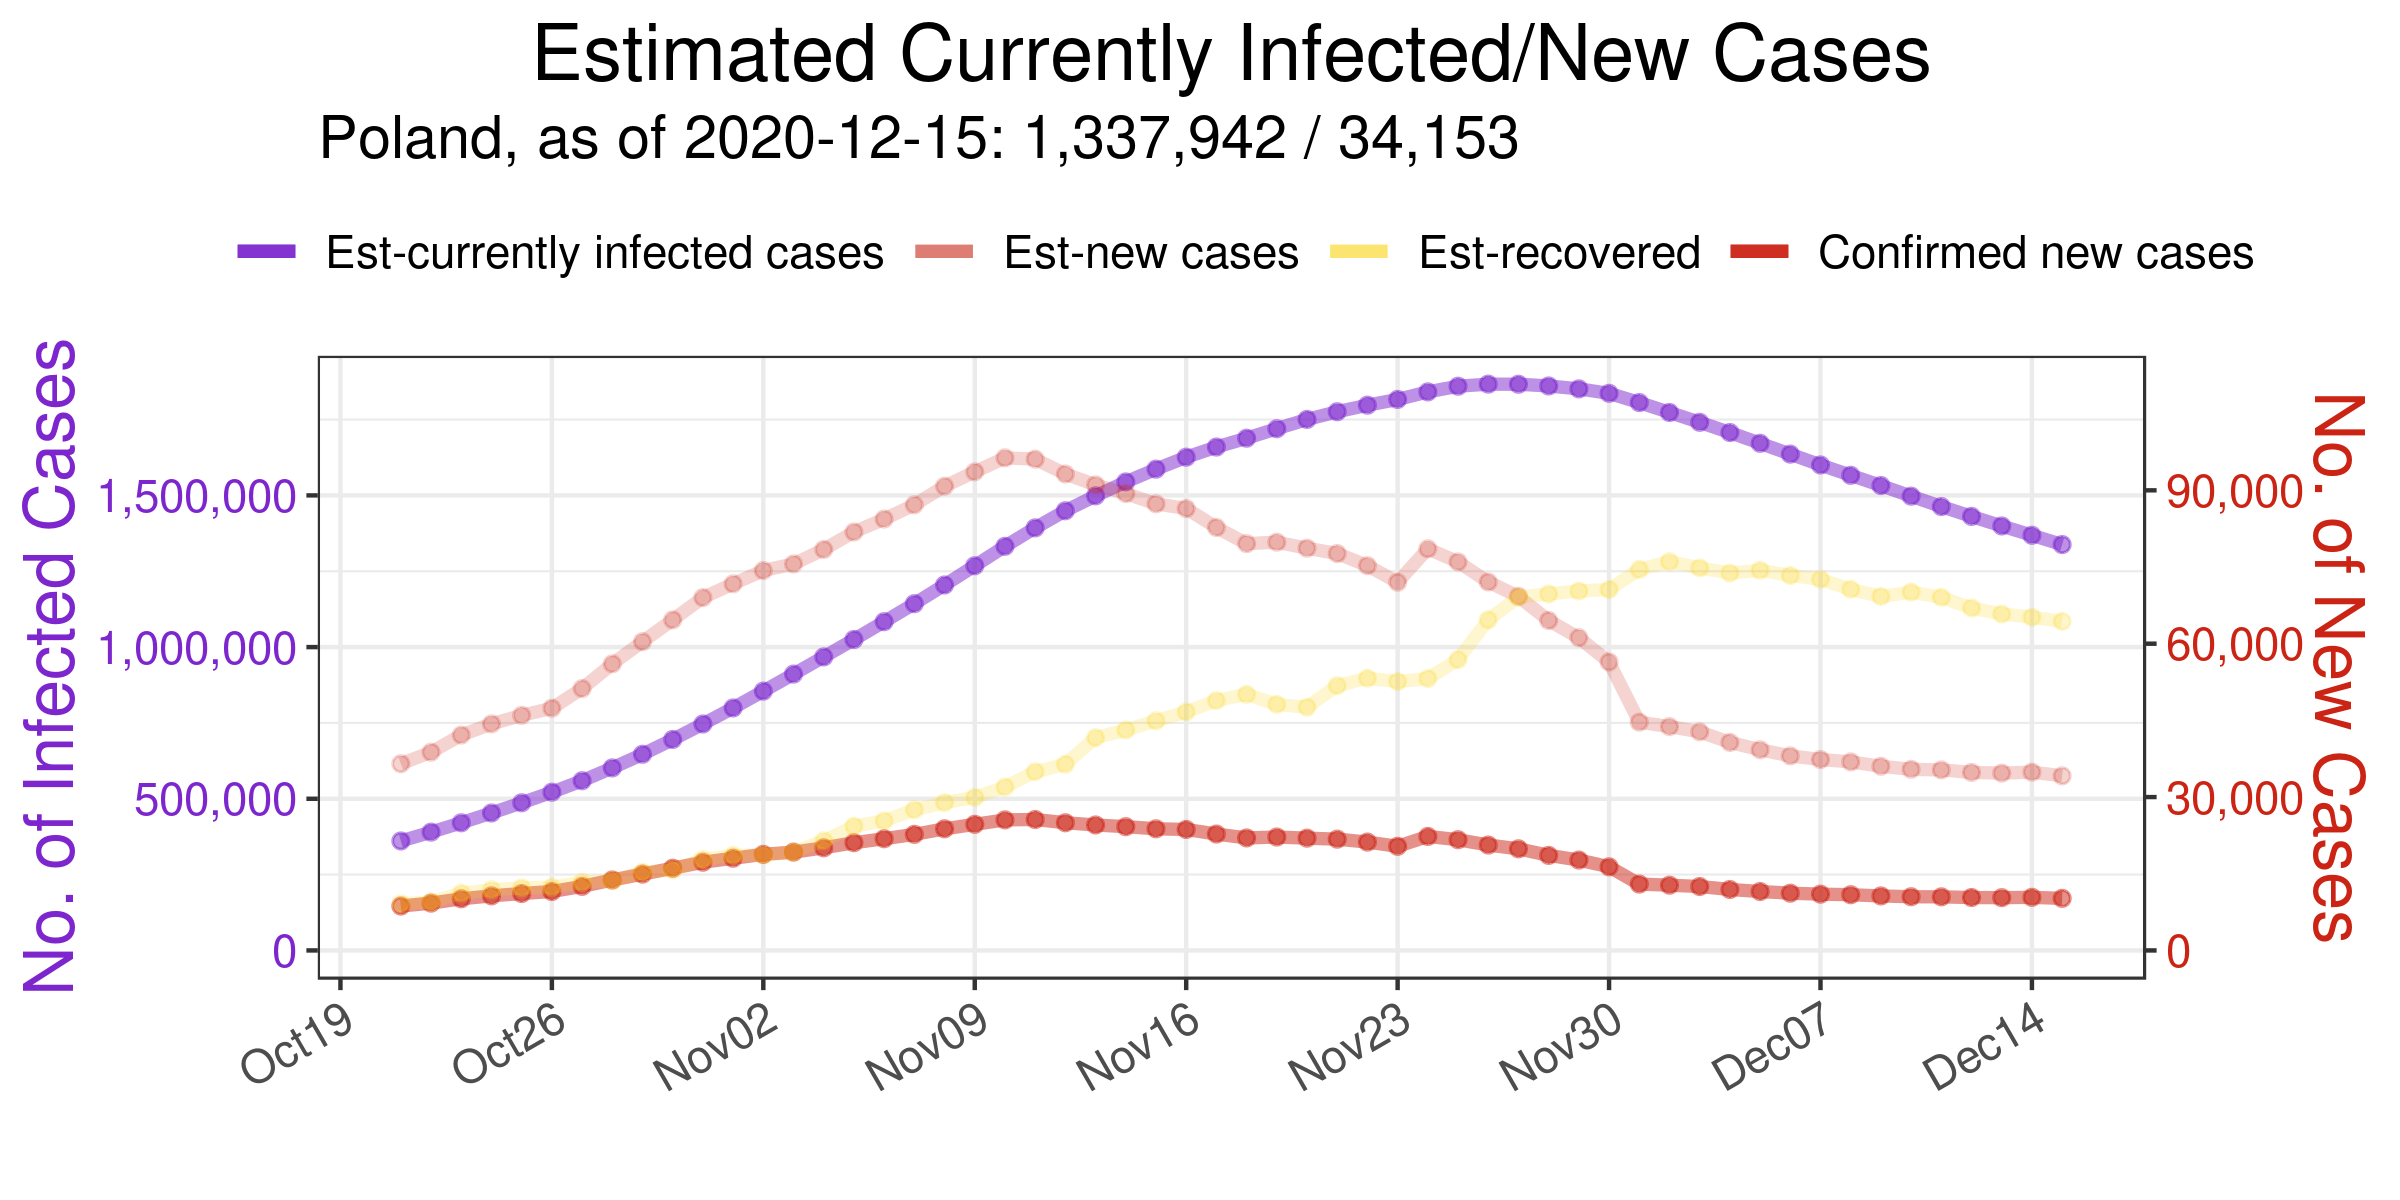 Estimated Currently Infected/New Cases
Poland, as of 2020-12-15: 1,337,942 / 34,153
Est-currently infected cases Est-new cases Est-recovered Confirmed new cases
No. of Infected Cases
1,500,000
1,000,000
500,000
0
90,000
60,000
30,000
0
No. of New Cases
Oct19 Oct26 Nov02 Nov09 Nov16 Nov23 Nov30 Dec07 Dec14